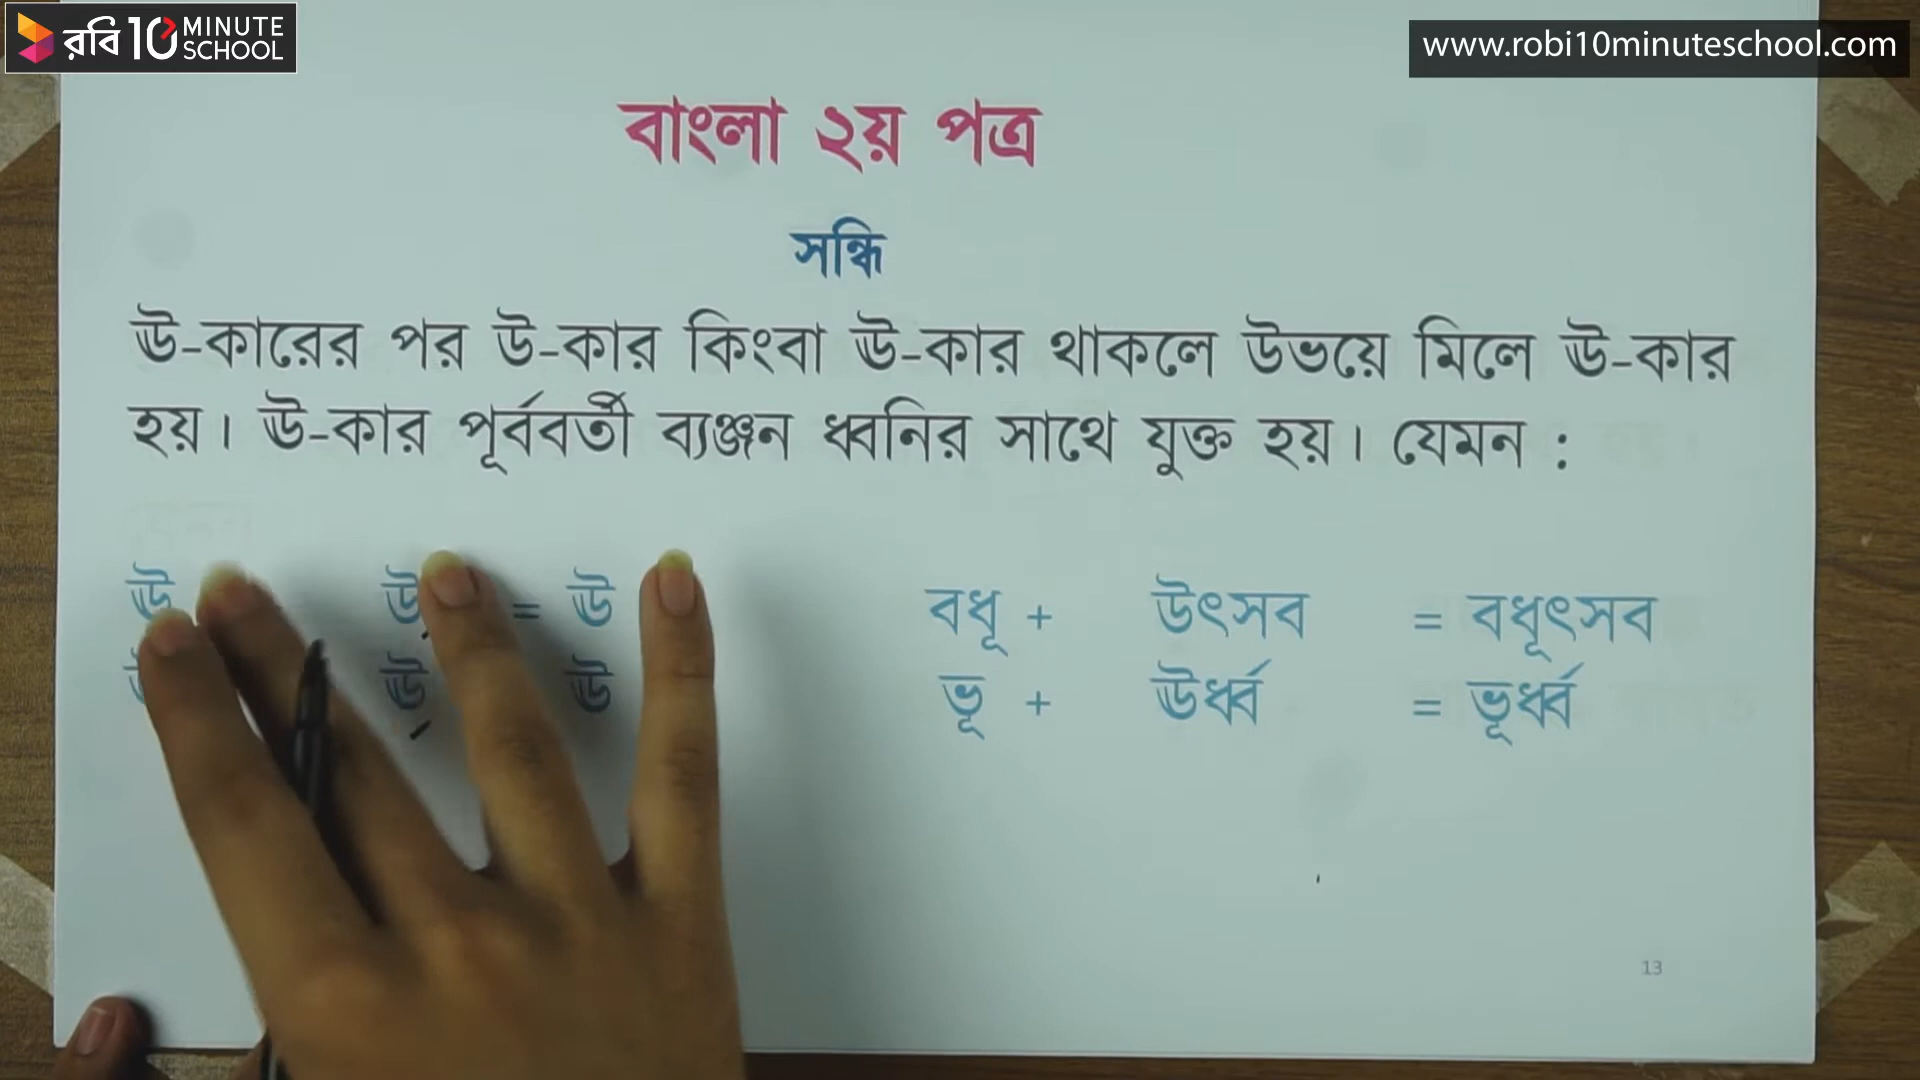 রবি 10 MINUTE SCHOOL
www.robi10minuteschool.com
বাংলা ২য় পত্র
সন্ধি
ঊ-কারের পর উ-কার কিংবা ঊ-কার থাকলে উভয়ে মিলে ঊ-কার
হয়। ঊ-কার পূর্ববর্তী ব্যঞ্জন ধ্বনির সাথে যুক্ত হয়। যেমন :
ঊ উ = ঊ বধূ + উৎসব = বধূৎসব
ঊ ঊ ভূ + ঊর্ধ্ব = ভূর্ধ্ব
13